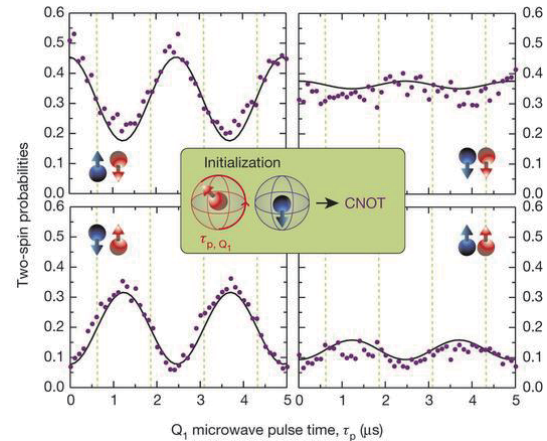 0.6 0.6
0.5 0.5
0.4 0.4
0.3 0.3
0.2 0.2
0.1 0.1
0.0 0.0
Initialization
CNOT
τp, Q1
0.5 0.5
0.4 0.4
0.3 0.3
0.2 0.2
0.1 0.1
0.0 0.0
0 1 2 3 4 5 0 1 2 3 4 5
Two-spin probabilities
Q1 microwave pulse time, τp (μs)